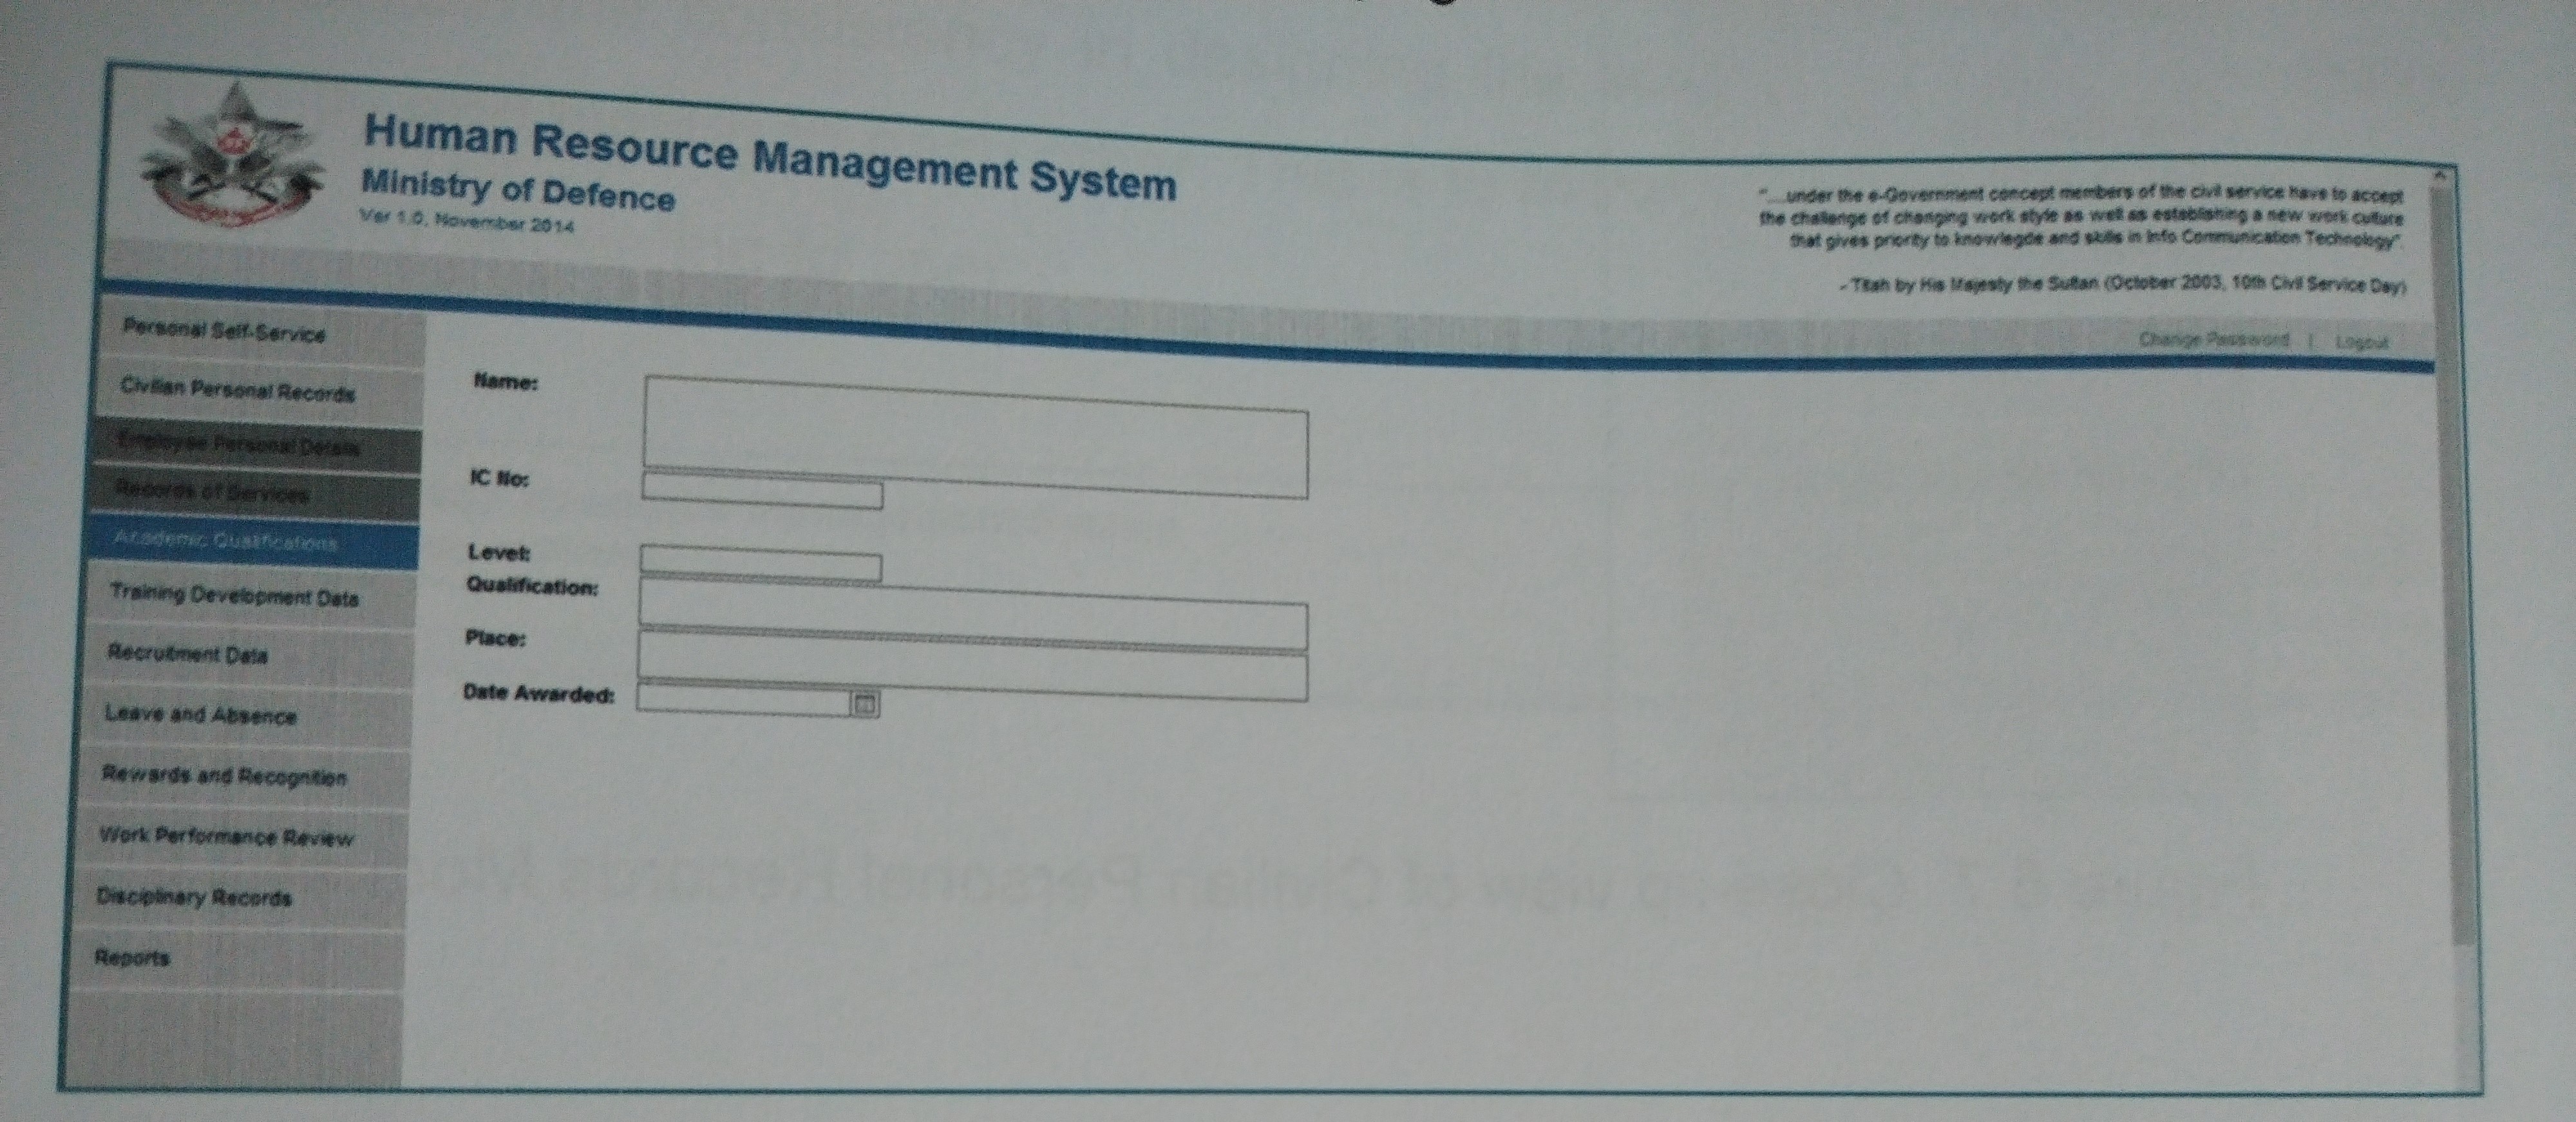 Human Resource Management System
Ministry of Defence
Ver 1.0, November 2014
"....under the e-Government concept members of the civil service have to accept
the challenge of changing work style as well as establishing a new work culture
that gives priority to knowlegde and skills in Info Communication Technology".
- Titah by His Majesty the Sultan (October 2003, 10th Civil Service Day)
Change Password | Logout
Personal Self-Service
Civilian Personal Records
Employee Personal Details
Records of Services
Academic Qualifications
Training Development Data
Recruitment Data
Leave and Absence
Rewards and Recognition
Work Performance Review
Disciplinary Records
Reports
Name:
IC No:
Level:
Qualification:
Place:
Date Awarded: